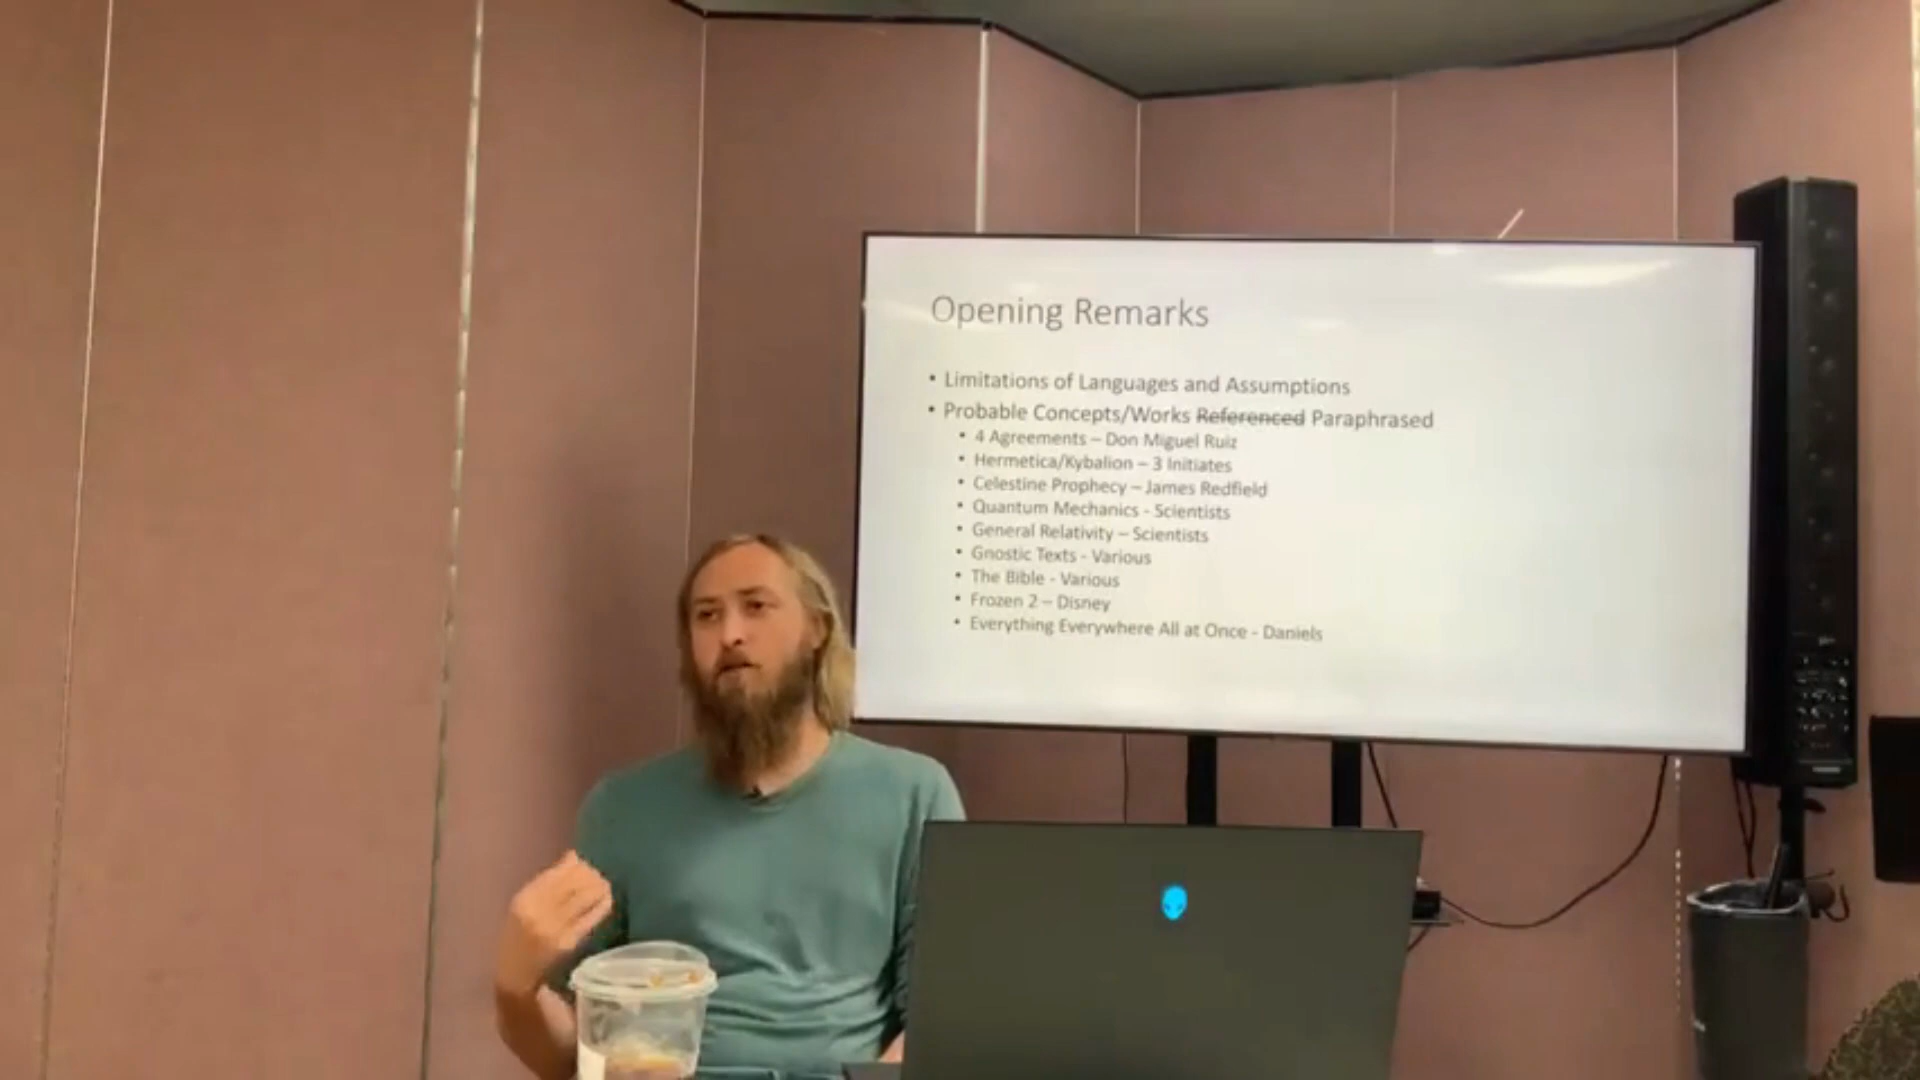 Opening Remarks
• Limitations of Languages and Assumptions
• Probable Concepts/Works Referenced Paraphrased
• 4 Agreements – Don Miguel Ruiz
• Hermetica/Kybalion – 3 Initiates
• Celestine Prophecy – James Redfield
• Quantum Mechanics - Scientists
• General Relativity – Scientists
• Gnostic Texts - Various
• The Bible - Various
• Frozen 2 – Disney
• Everything Everywhere All at Once - Daniels